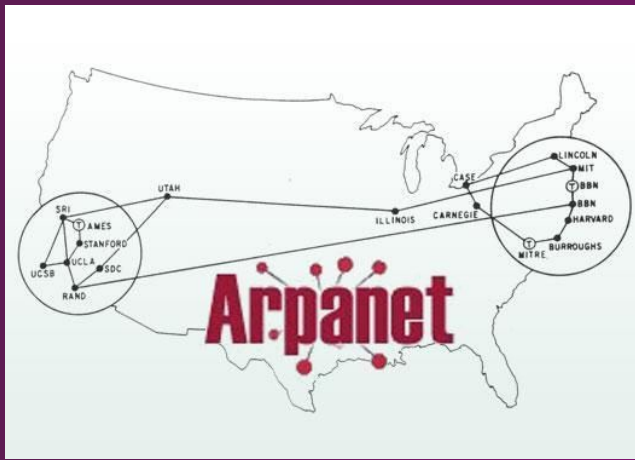 LINCOLN
MIT
CASE
T BBN
UTAH
BBN
SRI
ILLINOIS
CARNEGIE
HARVARD
T AMES
STANFORD
BURROUGHS
T
MITRE
UCLA
SDC
UCSB
RAND
Arpanet